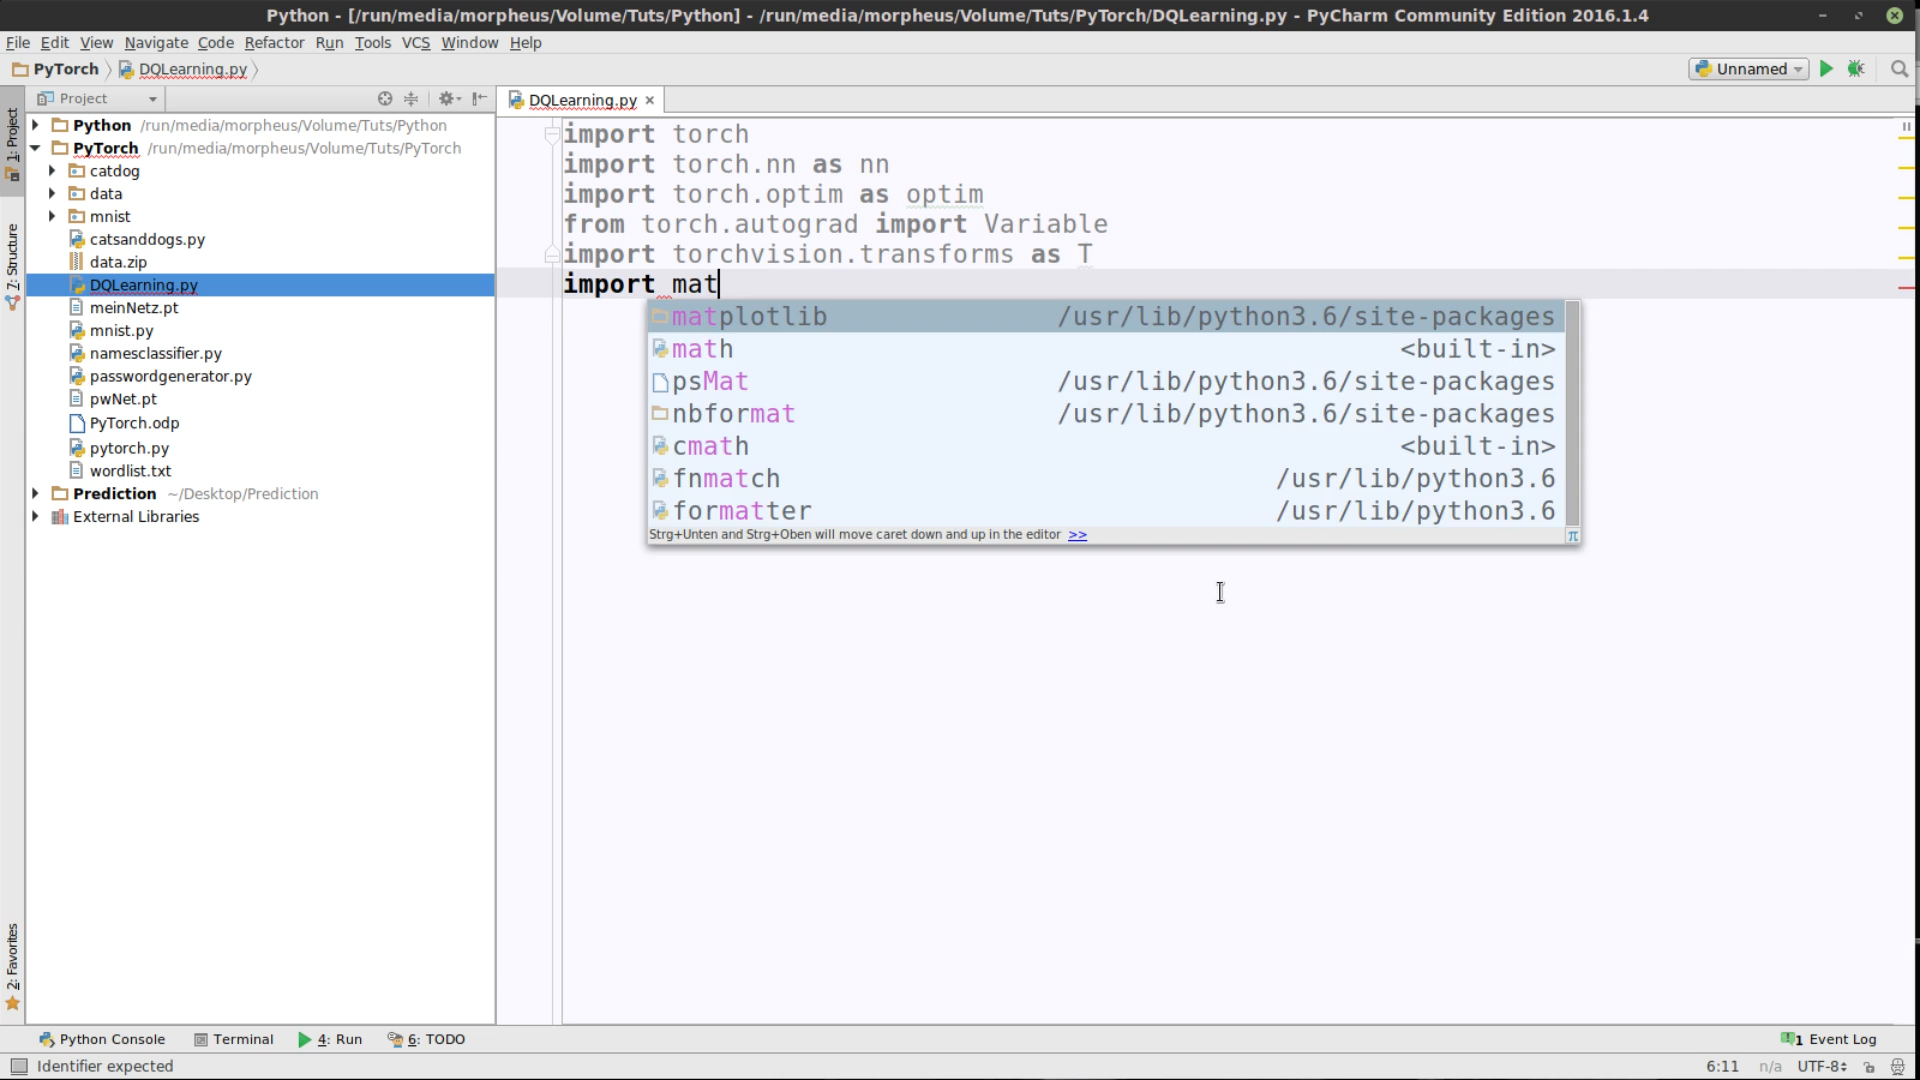 Python - [/run/media/morpheus/Volume/Tuts/Python] - /run/media/morpheus/Volume/Tuts/PyTorch/DQLearning.py - PyCharm Community Edition 2016.1.4
File Edit View Navigate Code Refactor Run Tools VCS Window Help
PyTorch DQLearning.py Unnamed
Project
DQLearning.py
1: Project
7: Structure
2: Favorites
Python /run/media/morpheus/Volume/Tuts/Python
PyTorch /run/media/morpheus/Volume/Tuts/PyTorch
catdog
data
mnist
catsanddogs.py
data.zip
DQLearning.py
meinNetz.pt
mnist.py
namesclassifier.py
passwordgenerator.py
pwNet.pt
PyTorch.odp
pytorch.py
wordlist.txt
Prediction ~/Desktop/Prediction
External Libraries
import torch
import torch.nn as nn
import torch.optim as optim
from torch.autograd import Variable
import torchvision.transforms as T
import mat
matplotlib /usr/lib/python3.6/site-packages
math <built-in>
psMat /usr/lib/python3.6/site-packages
nbformat /usr/lib/python3.6/site-packages
cmath <built-in>
fnmatch /usr/lib/python3.6
formatter /usr/lib/python3.6
Strg+Unten and Strg+Oben will move caret down and up in the editor >> π
Python Console Terminal 4: Run 6: TODO 1 Event Log
Identifier expected 6:11 n/a UTF-8